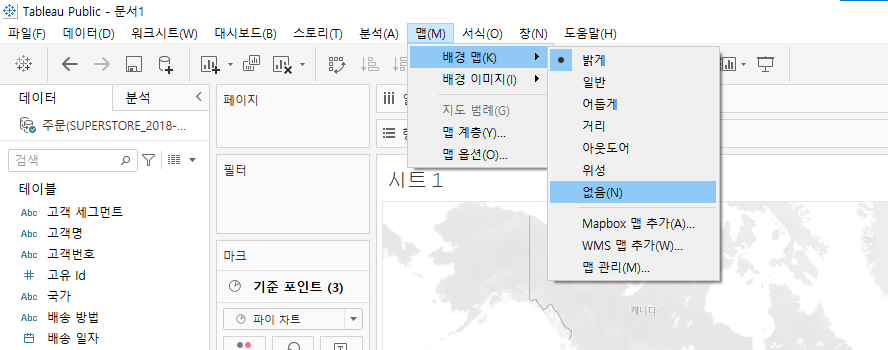 Tableau Public - 문서1
파일(F) 데이터(D) 워크시트(W) 대시보드(B) 스토리(T) 분석(A) 맵(M) 서식(O) 창(N) 도움말(H)
배경 맵(K)
배경 이미지(I)
지도 범례(G)
맵 계층(Y)...
맵 옵션(O)...
밝게
일반
어둡게
거리
아웃도어
위성
없음(N)
Mapbox 맵 추가(A)...
WMS 맵 추가(W)...
맵 관리(M)...
데이터 분석
주문(SUPERSTORE_2018-...
검색
테이블
Abc 고객 세그먼트
Abc 고객명
Abc 고객번호
# 고유 Id
Abc 국가
Abc 배송 방법
배송 일자
페이지
필터
마크
기준 포인트 (3)
파이 차트
시트 1
캐나다